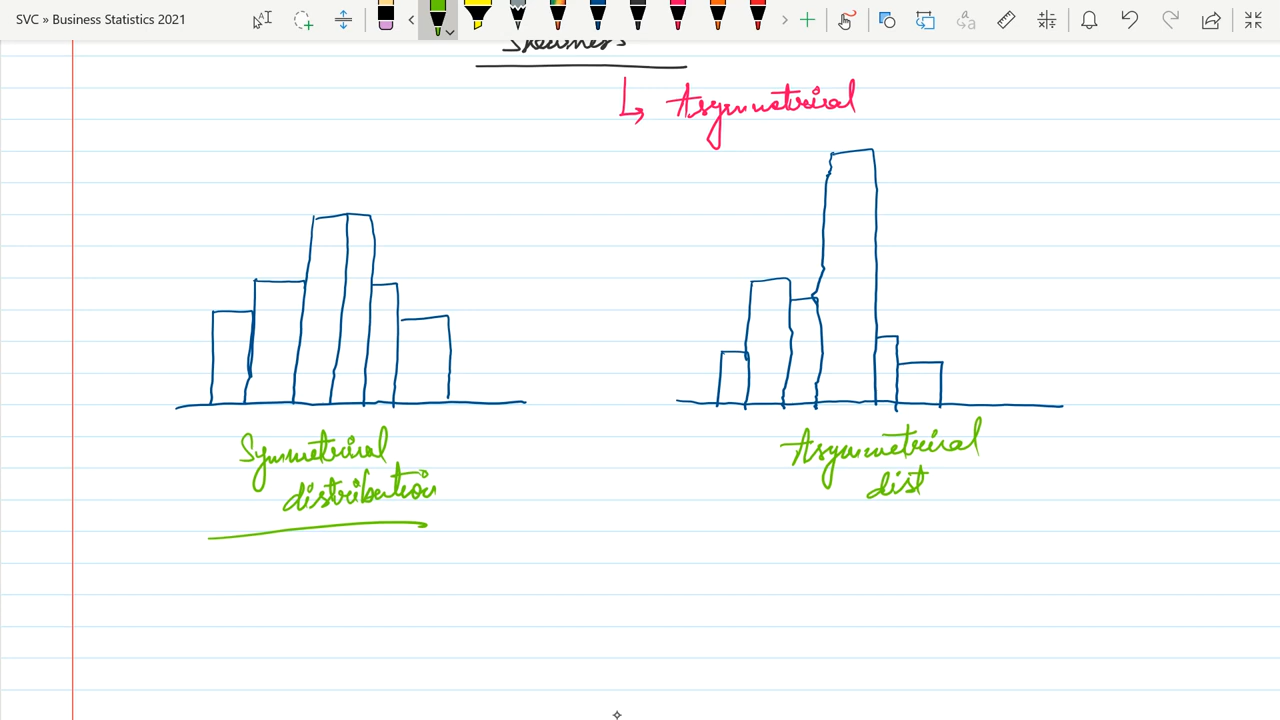 SVC » Business Statistics 2021
Skewness
↳ Asymmetrical
Symmetrical
distribution
Asymmetrical
dist